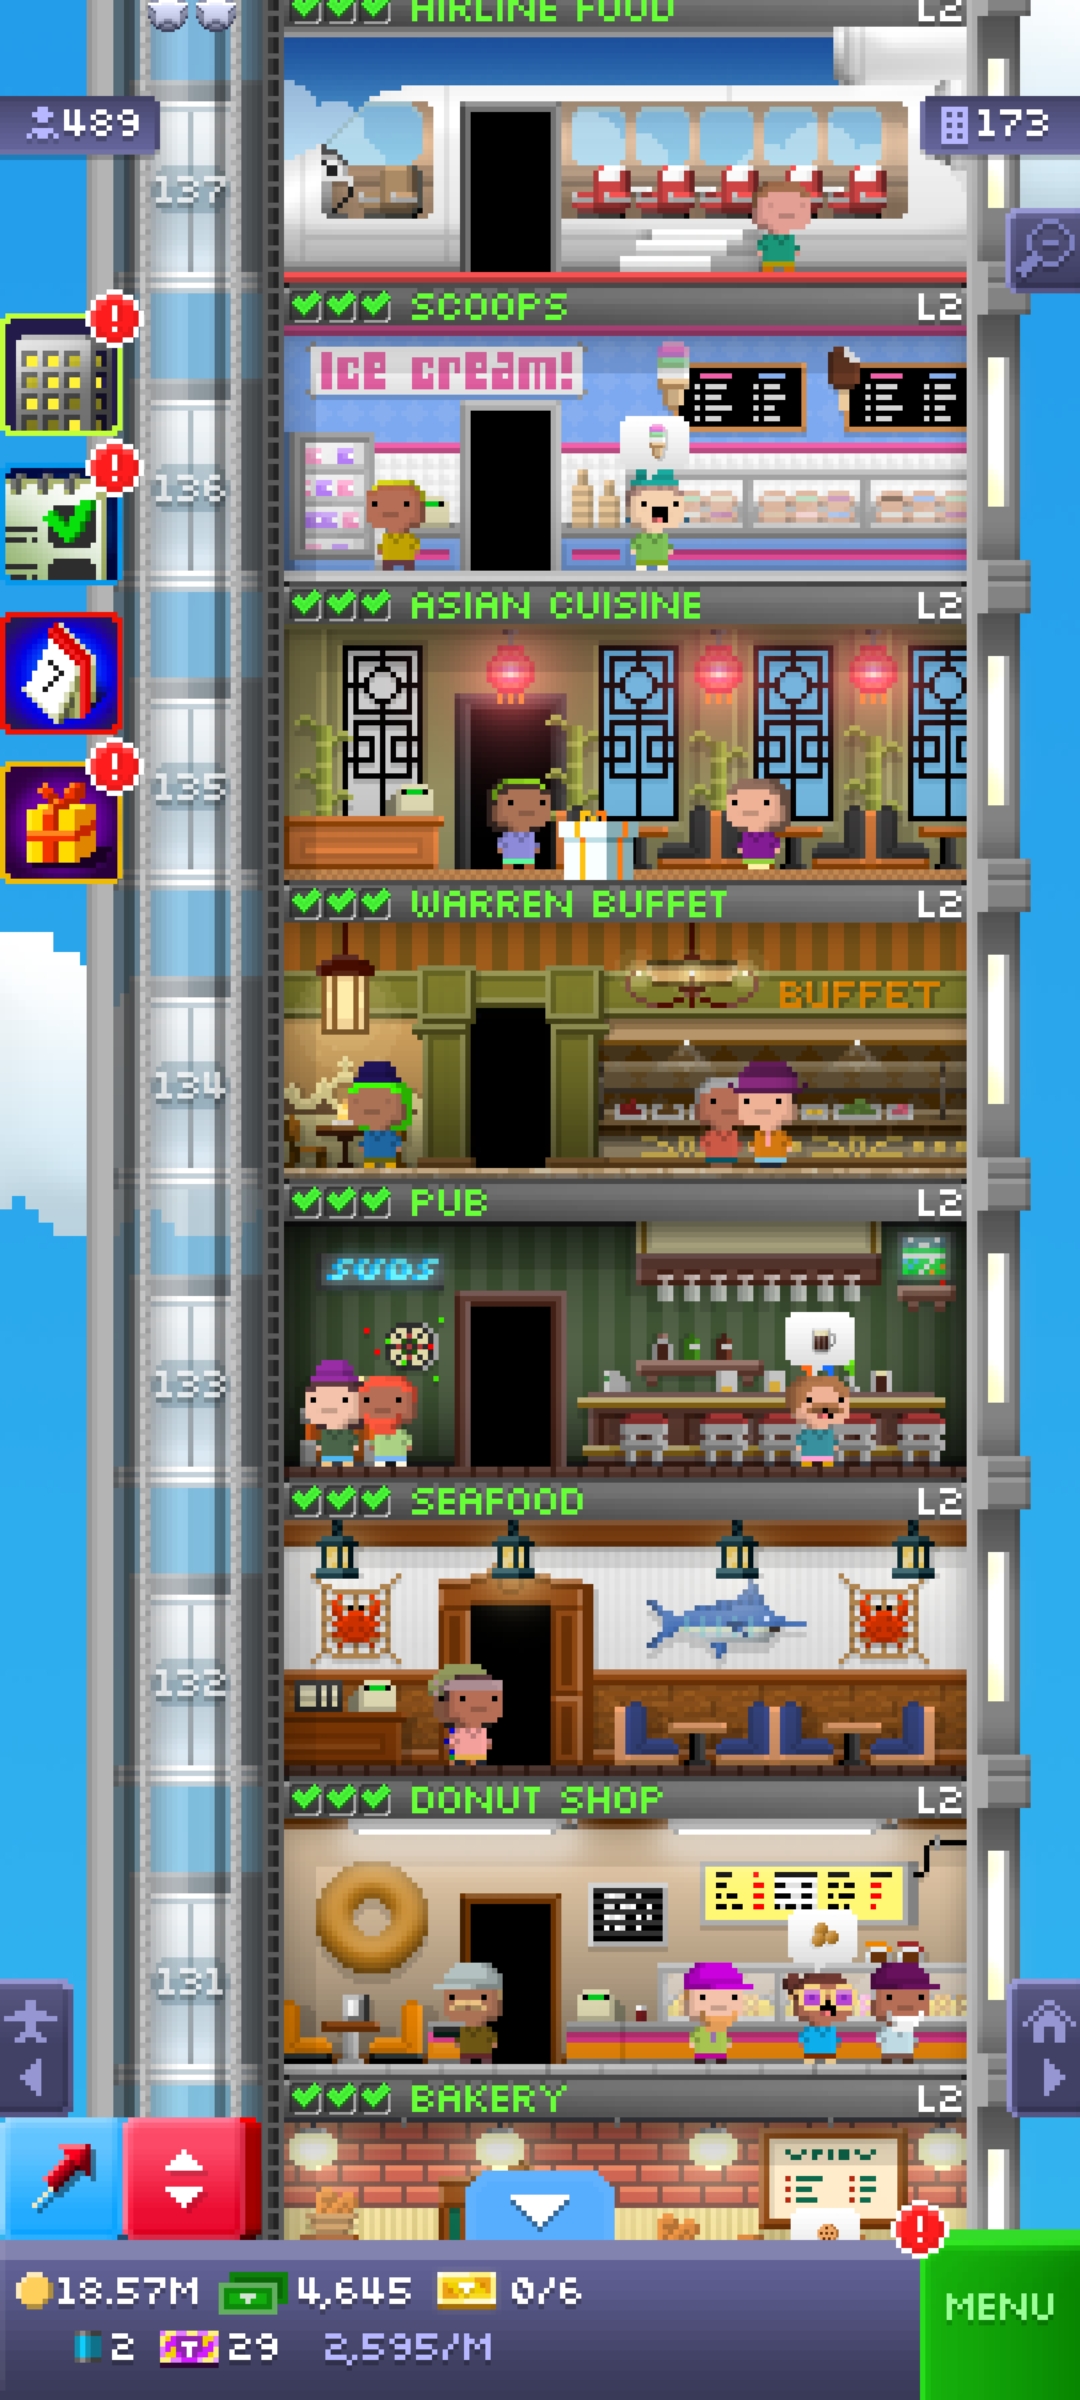 AIRLINE FOOD L2
489
173
137
SCOOPS L2
Ice cream!
136
ASIAN CUISINE L2
135
WARREN BUFFET L2
BUFFET
134
PUB L2
SUDS
133
SEAFOOD L2
132
DONUT SHOP L2
131
BAKERY L2
18.57M 4,645 0/6
MENU
2 T 29 2,595/M